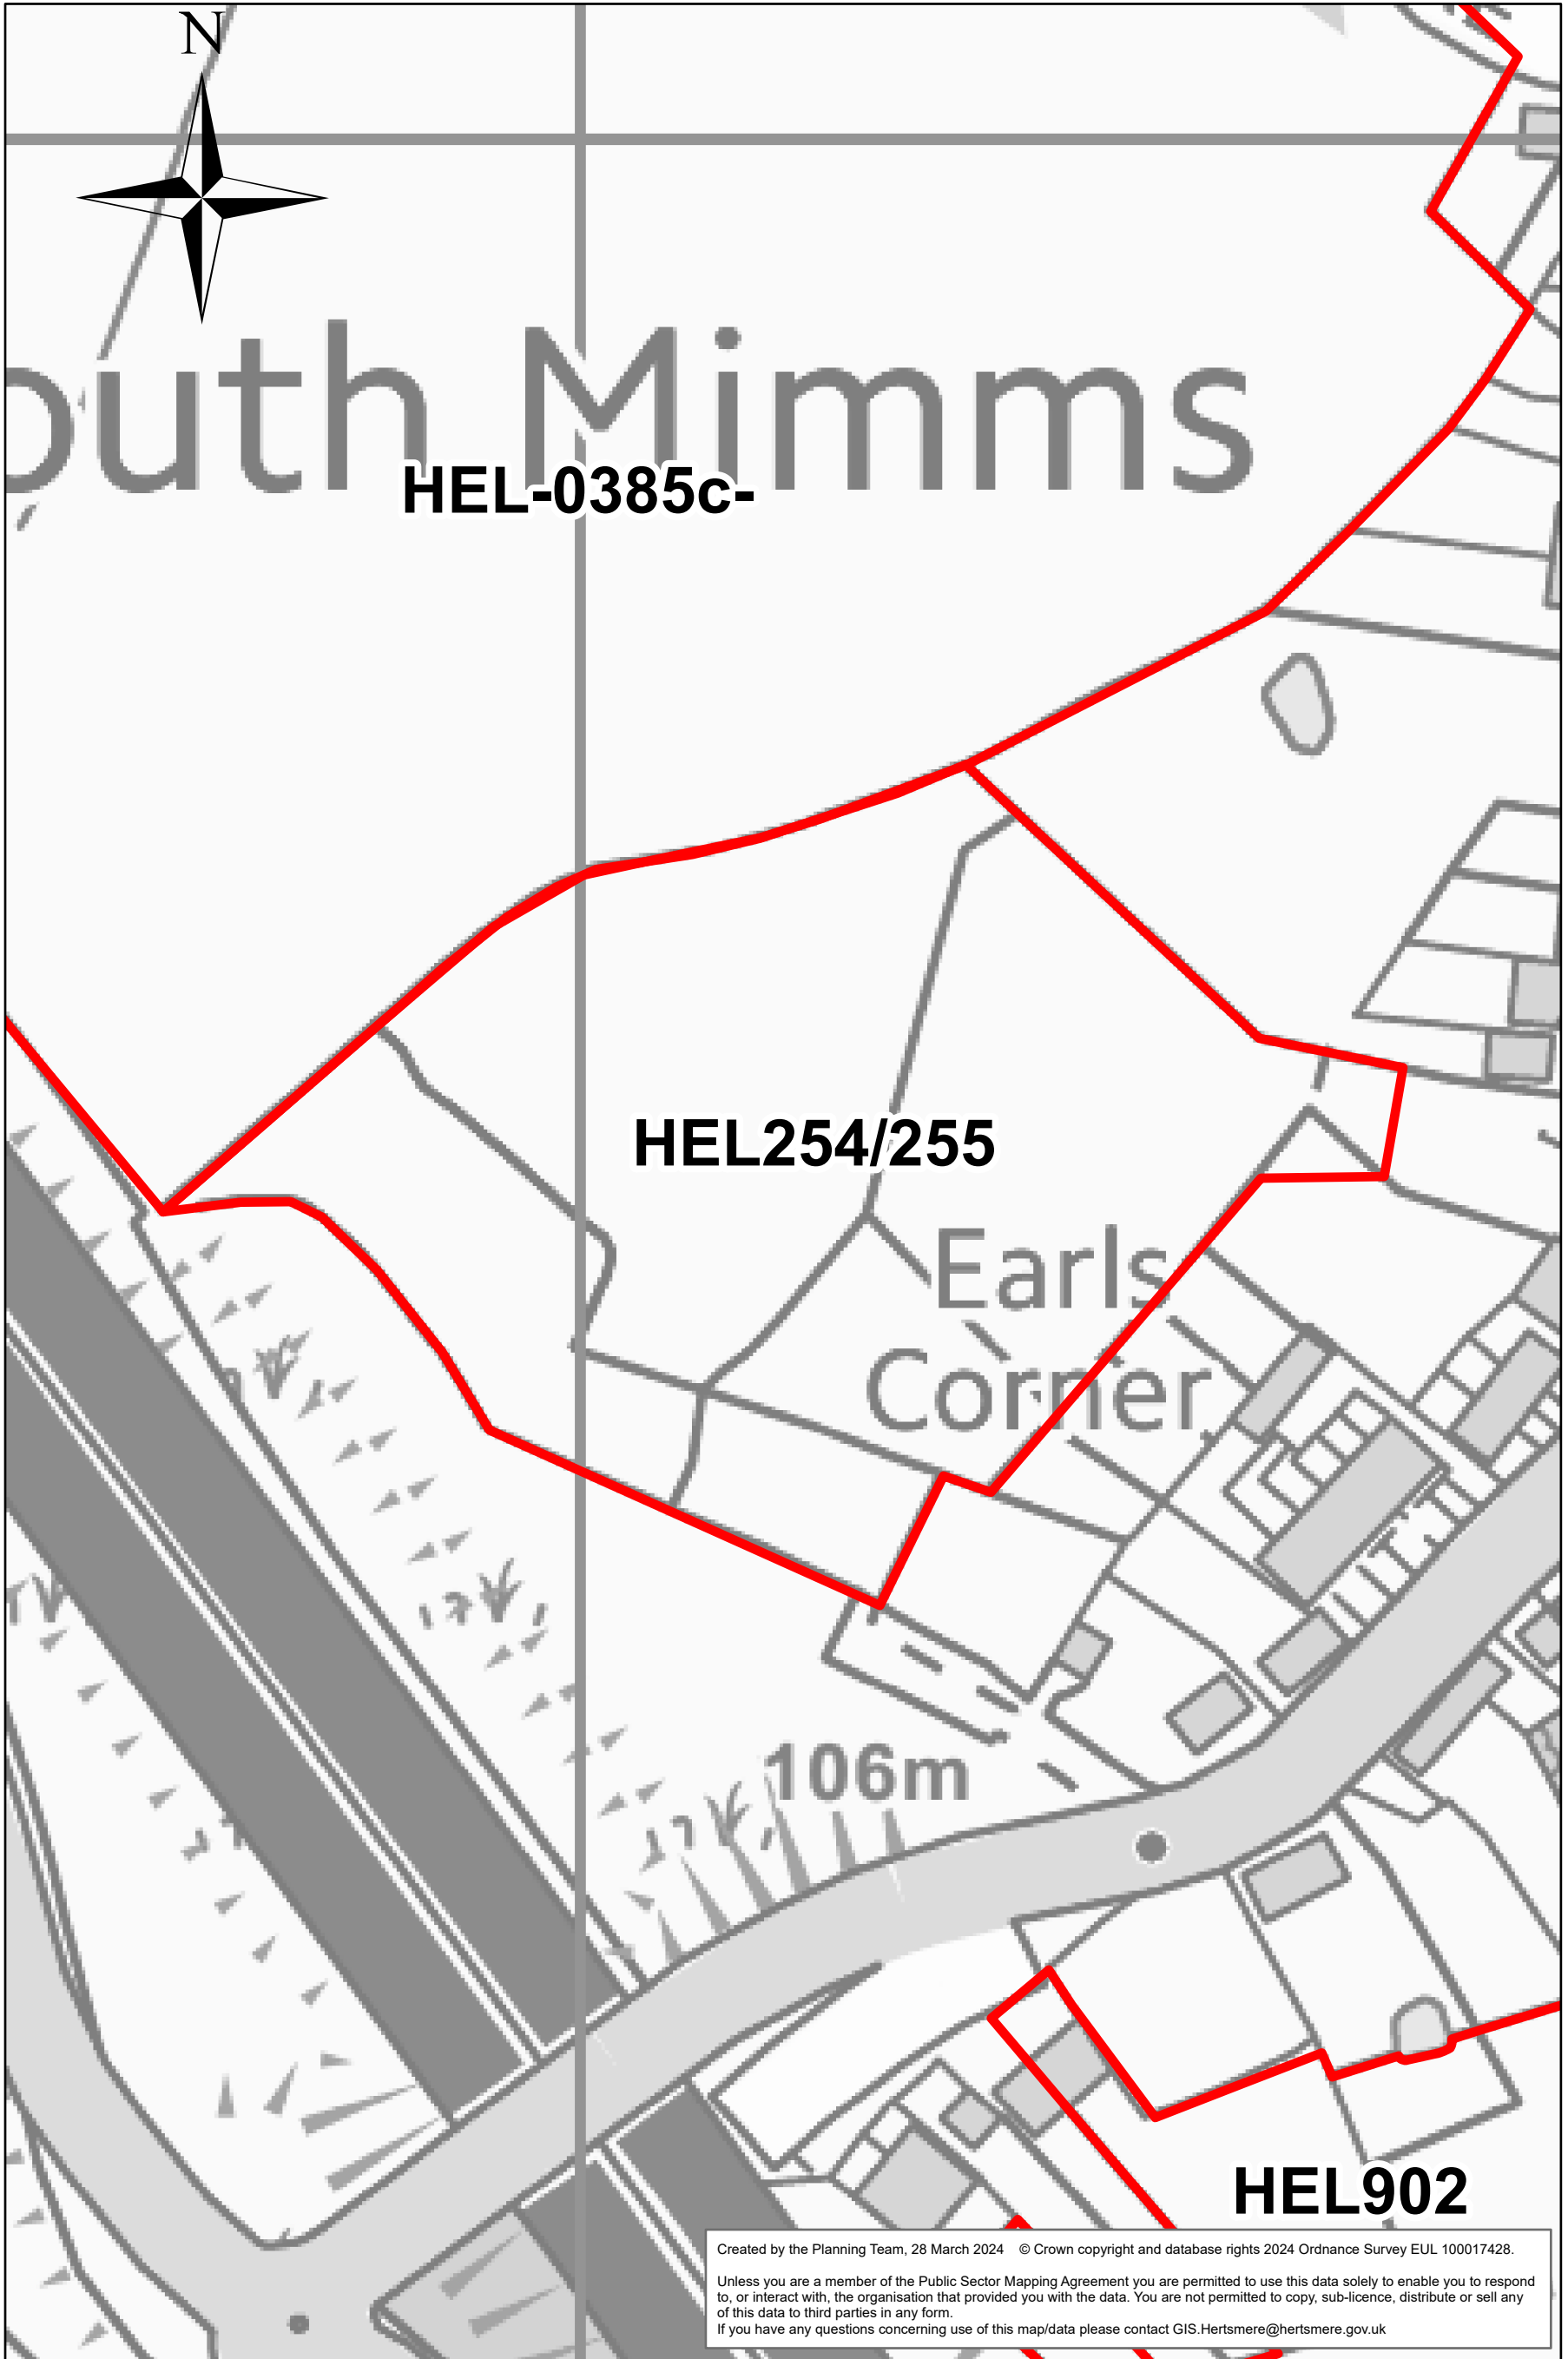 N
outh Mimms
HEL-0385c-
HEL254/255
Earls
Corner
106m
HEL902
Created by the Planning Team, 28 March 2024 © Crown copyright and database rights 2024 Ordnance Survey EUL 100017428.
Unless you are a member of the Public Sector Mapping Agreement you are permitted to use this data solely to enable you to respond
to, or interact with, the organisation that provided you with the data. You are not permitted to copy, sub-licence, distribute or sell any
of this data to third parties in any form.
If you have any questions concerning use of this map/data please contact GIS.Hertsmere@hertsmere.gov.uk